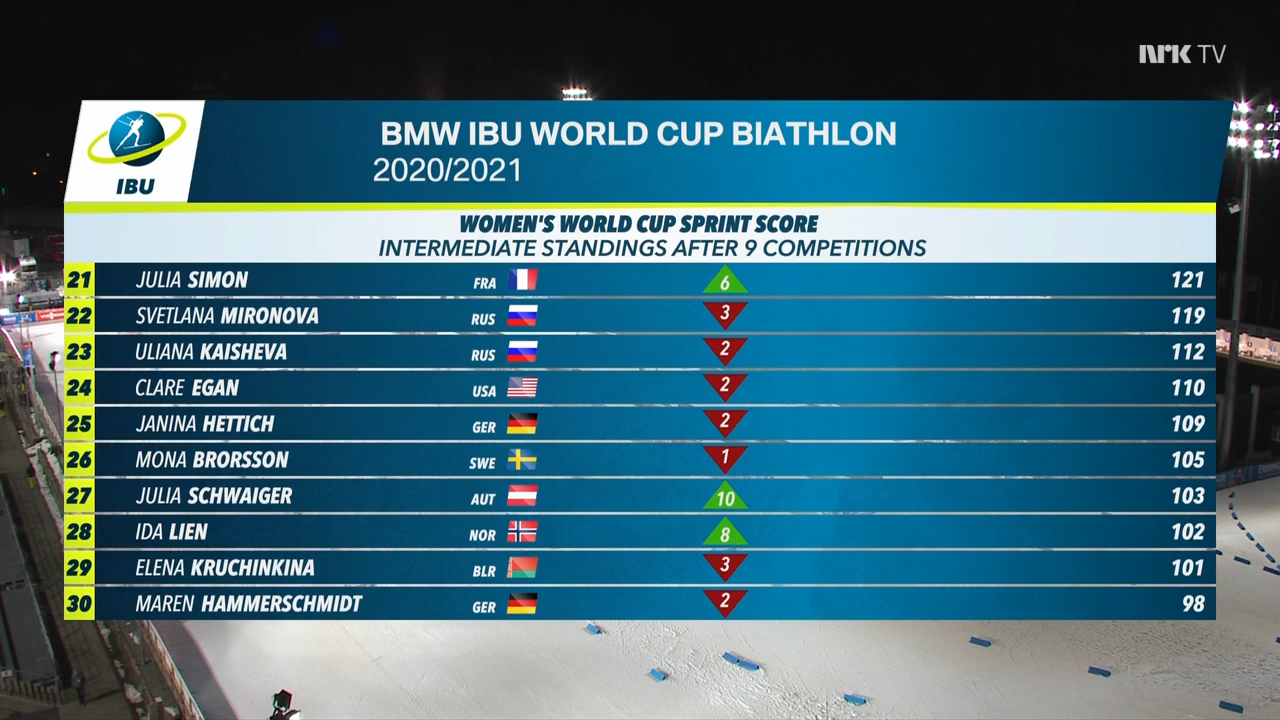 NRK TV
BMW IBU WORLD CUP BIATHLON
2020/2021
IBU
WOMEN'S WORLD CUP SPRINT SCORE
INTERMEDIATE STANDINGS AFTER 9 COMPETITIONS
21 JULIA SIMON FRA 6 121
22 SVETLANA MIRONOVA RUS 3 119
23 ULIANA KAISHEVA RUS 2 112
24 CLARE EGAN USA 2 110
25 JANINA HETTICH GER 2 109
26 MONA BRORSSON SWE 1 105
27 JULIA SCHWAIGER AUT 10 103
28 IDA LIEN NOR 8 102
29 ELENA KRUCHINKINA BLR 3 101
30 MAREN HAMMERSCHMIDT GER 2 98